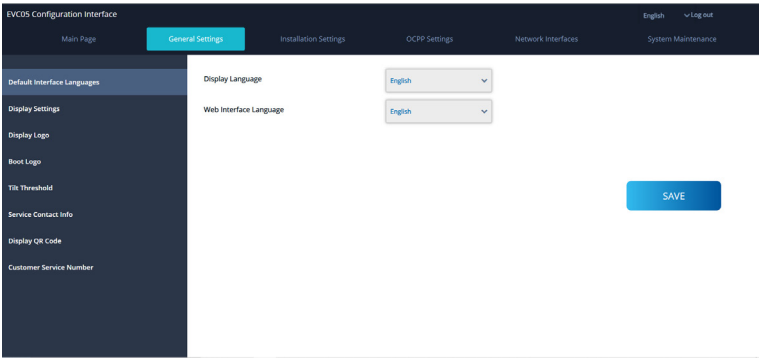 EVC05 Configuration Interface
English
Log out
Main Page
General Settings
Installation Settings
OCPP Settings
Network Interfaces
System Maintenance
Default Interface Languages
Display Settings
Display Logo
Boot Logo
Tilt Threshold
Service Contact Info
Display QR Code
Customer Service Number
Display Language
English
Web Interface Language
English
SAVE